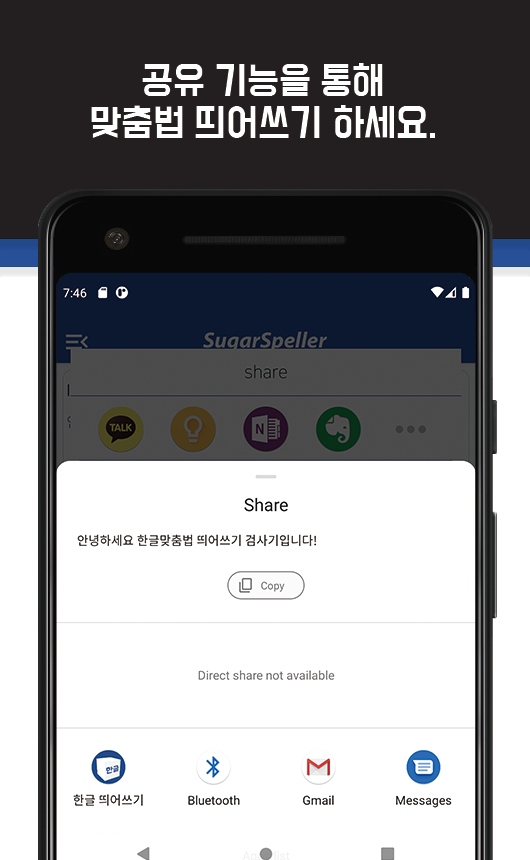 공유 기능을 통해
맞춤법 띄어쓰기 하세요.
7:46
SugarSpeller
share
TALK
N
Share
안녕하세요 한글맞춤법 띄어쓰기 검사기입니다!
Copy
Direct share not available
한글
한글 띄어쓰기
Bluetooth
Gmail
Messages